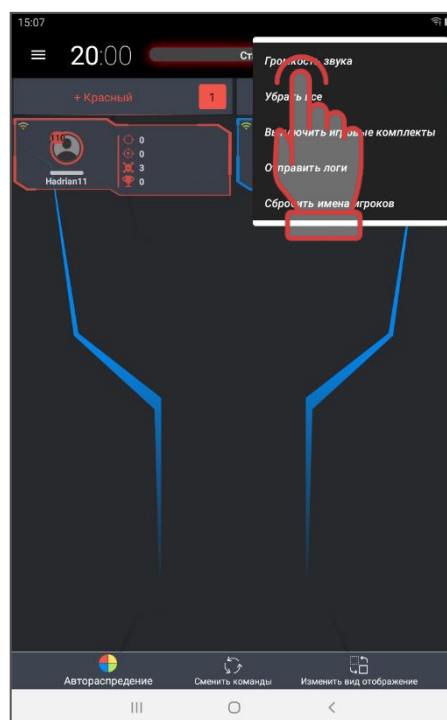 15:07
20:00
Ст
Громкость звука
+ Красный
1
Убрать все
Выключить игровые комплекты
110
0
0
3
0
Hadrian11
Отправить логи
Сбросить имена игроков
Автораспредение
Сменить команды
Изменить вид отображение